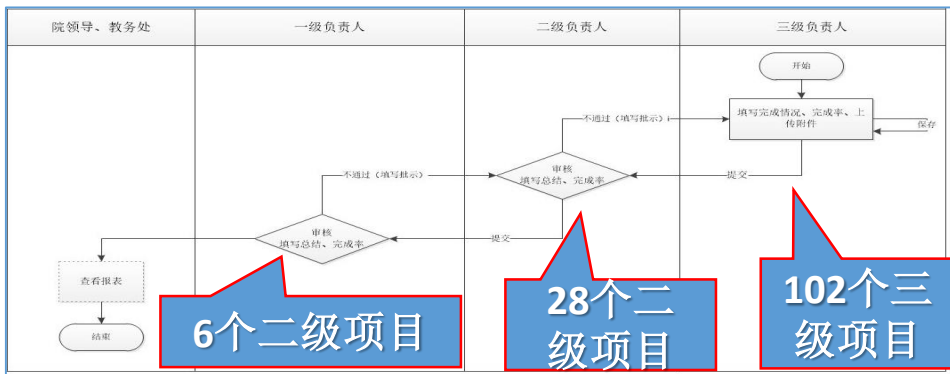 院领导、教务处
一级负责人
二级负责人
三级负责人
开始
填写完成情况、完成率、上
传附件
保存
不通过（填写批示）
审核
填写总结、完成率
提交
不通过（填写批示）
审核
填写总结、完成率
提交
查看报表
结束
6个二级项目
28个二
级项目
102个三
级项目